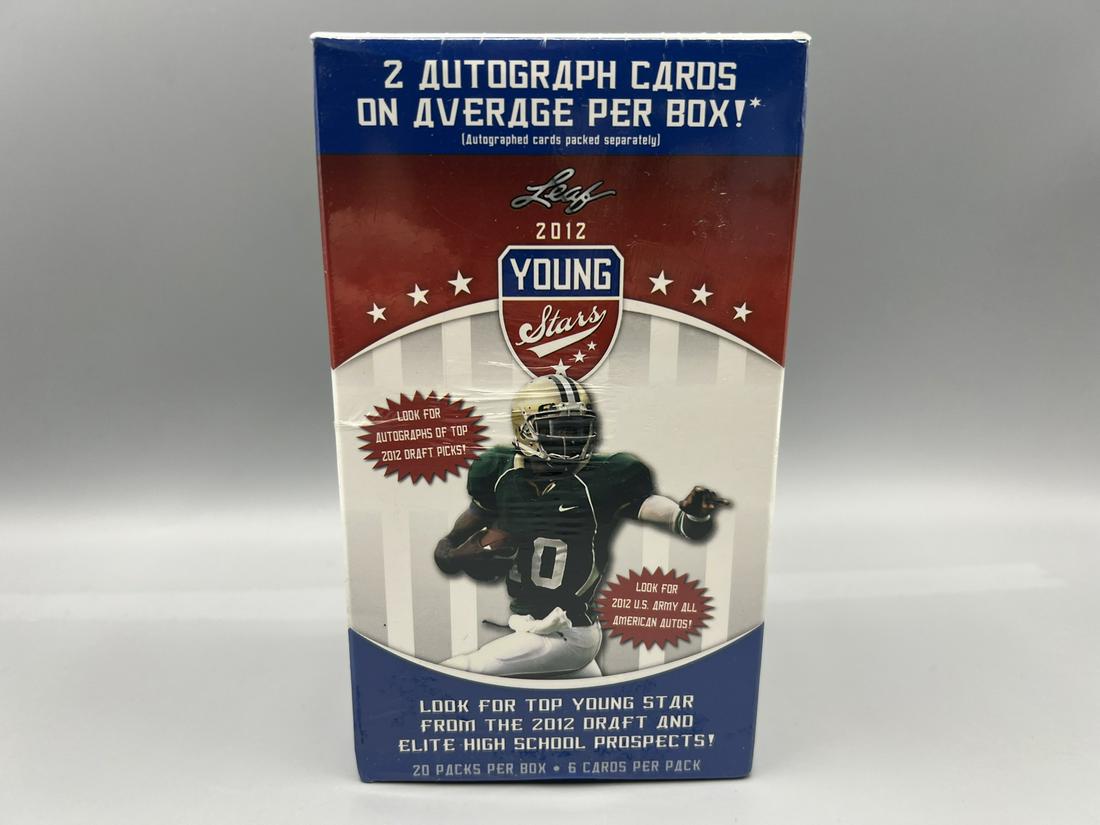 2 AUTOGRAPH CARDS
ON AVERAGE PER BOX!*
(Autographed cards packed separately)
Leaf
2012
YOUNG
Stars
LOOK FOR
AUTOGRAPHS OF TOP
2012 DRAFT PICKS!
0
LOOK FOR
2012 U.S. ARMY ALL
AMERICAN AUTOS!
LOOK FOR TOP YOUNG STAR
FROM THE 2012 DRAFT AND
ELITE HIGH SCHOOL PROSPECTS!
20 PACKS PER BOX • 6 CARDS PER PACK